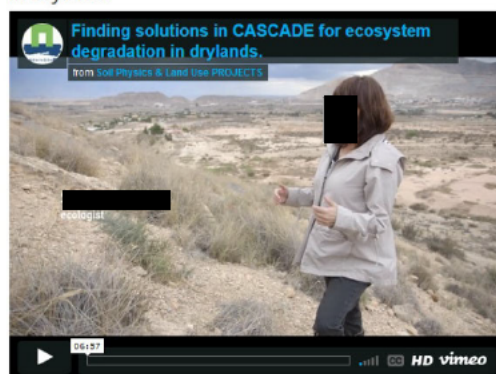 Finding solutions in CASCADE for ecosystem
degradation in drylands.
from Soil Physics & Land Use PROJECTS
ecologist
06:57
CC HD vimeo